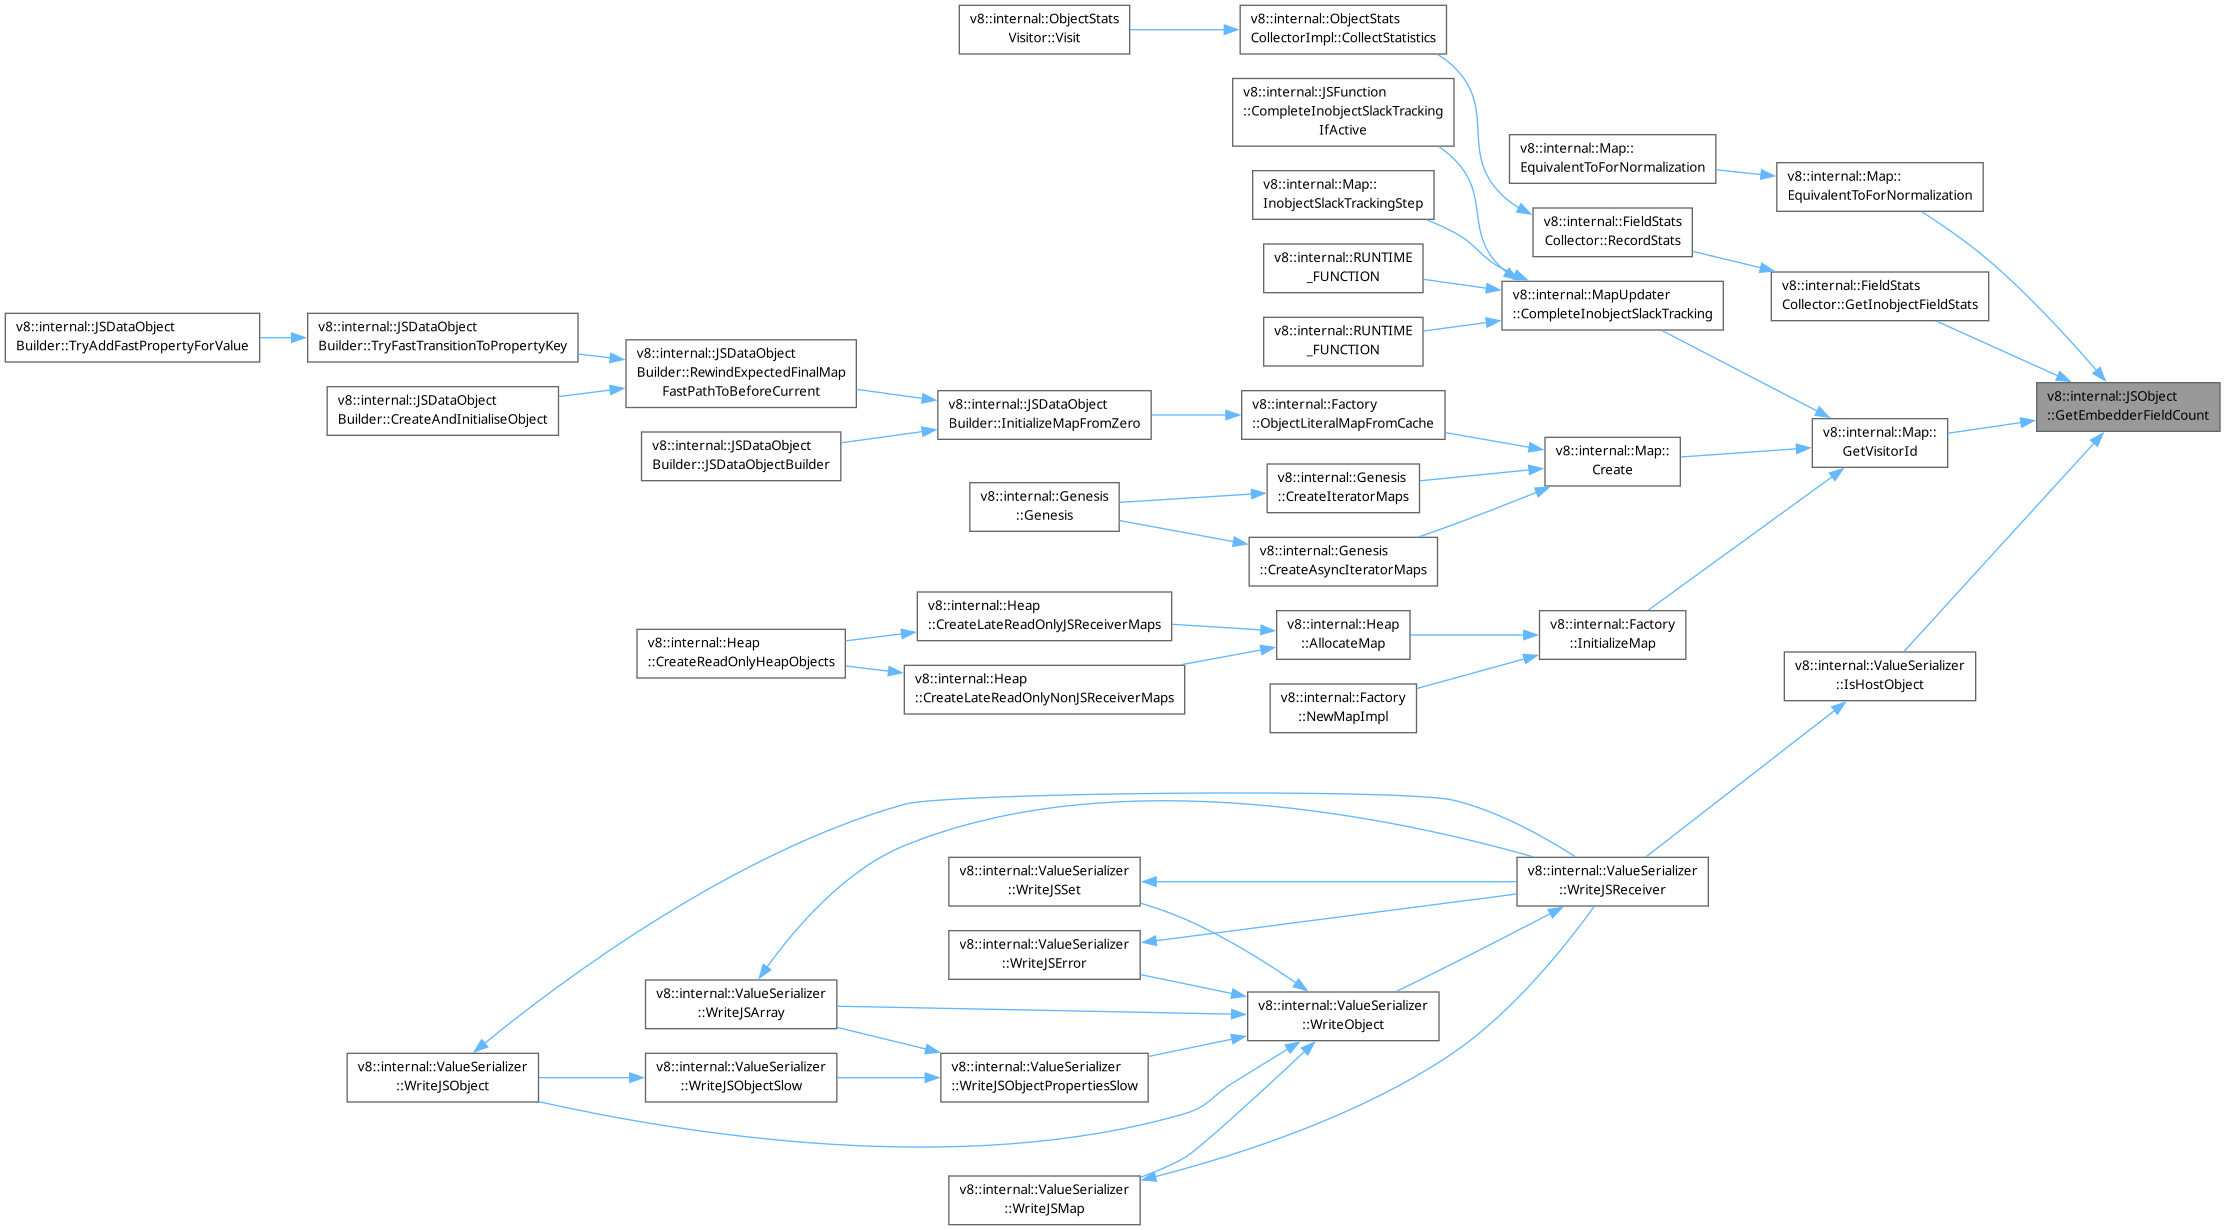 v8::internal::ObjectStats
Visitor::Visit
v8::internal::ObjectStats
CollectorImpl::CollectStatistics
v8::internal::JSFunction
::CompleteInobjectSlackTracking
IfActive
v8::internal::Map::
EquivalentToForNormalization
v8::internal::Map::
EquivalentToForNormalization
v8::internal::Map::
InobjectSlackTrackingStep
v8::internal::FieldStats
Collector::RecordStats
v8::internal::RUNTIME
_FUNCTION
v8::internal::FieldStats
Collector::GetInobjectFieldStats
v8::internal::MapUpdater
::CompleteInobjectSlackTracking
v8::internal::RUNTIME
_FUNCTION
v8::internal::JSDataObject
Builder::TryAddFastPropertyForValue
v8::internal::JSDataObject
Builder::TryFastTransitionToPropertyKey
v8::internal::JSDataObject
Builder::RewindExpectedFinalMap
FastPathToBeforeCurrent
v8::internal::JSDataObject
Builder::CreateAndInitialiseObject
v8::internal::JSDataObject
Builder::InitializeMapFromZero
v8::internal::Factory
::ObjectLiteralMapFromCache
v8::internal::JSObject
::GetEmbedderFieldCount
v8::internal::Map::
GetVisitorId
v8::internal::JSDataObject
Builder::JSDataObjectBuilder
v8::internal::Map::
Create
v8::internal::Genesis
::CreateIteratorMaps
v8::internal::Genesis
::Genesis
v8::internal::Genesis
::CreateAsyncIteratorMaps
v8::internal::Heap
::CreateLateReadOnlyJSReceiverMaps
v8::internal::Heap
::AllocateMap
v8::internal::Factory
::InitializeMap
v8::internal::Heap
::CreateReadOnlyHeapObjects
v8::internal::Heap
::CreateLateReadOnlyNonJSReceiverMaps
v8::internal::Factory
::NewMapImpl
v8::internal::ValueSerializer
::IsHostObject
v8::internal::ValueSerializer
::WriteJSSet
v8::internal::ValueSerializer
::WriteJSReceiver
v8::internal::ValueSerializer
::WriteJSError
v8::internal::ValueSerializer
::WriteJSArray
v8::internal::ValueSerializer
::WriteObject
v8::internal::ValueSerializer
::WriteJSObject
v8::internal::ValueSerializer
::WriteJSObjectSlow
v8::internal::ValueSerializer
::WriteJSObjectPropertiesSlow
v8::internal::ValueSerializer
::WriteJSMap